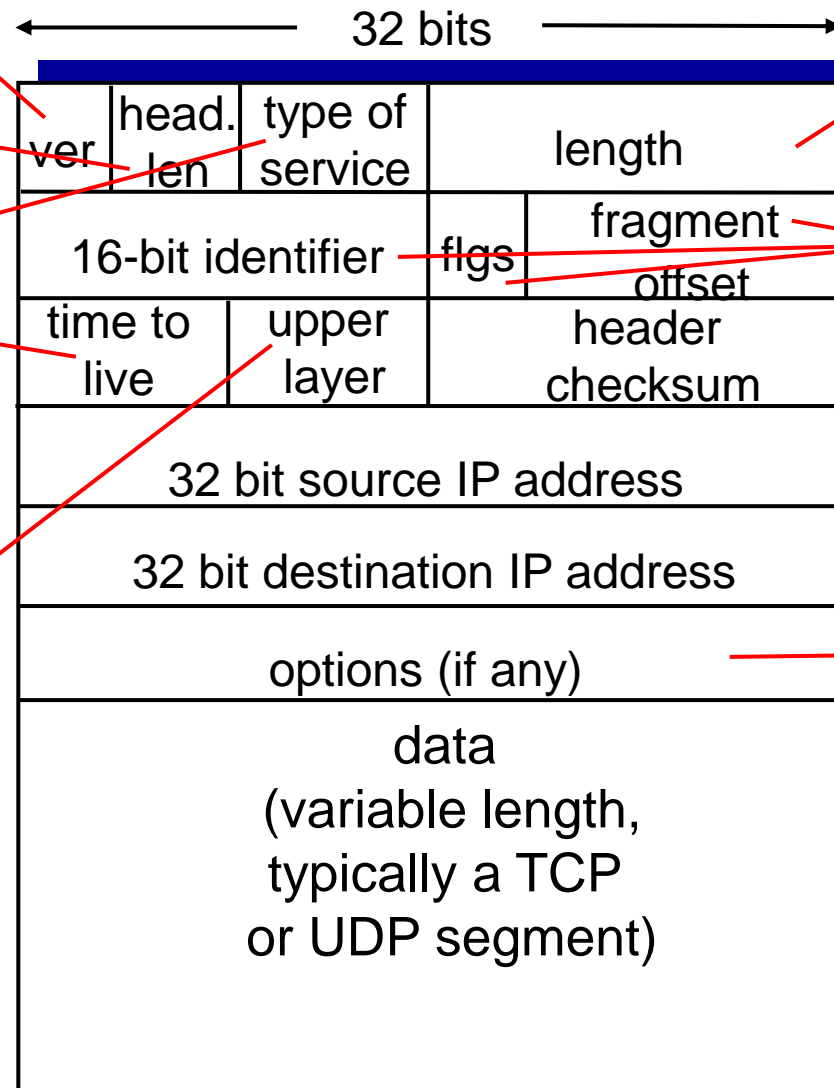 32 bits
ver head. len type of service length
16-bit identifier flgs fragment offset
time to live upper layer header checksum
32 bit source IP address
32 bit destination IP address
options (if any)
data
(variable length,
typically a TCP
or UDP segment)